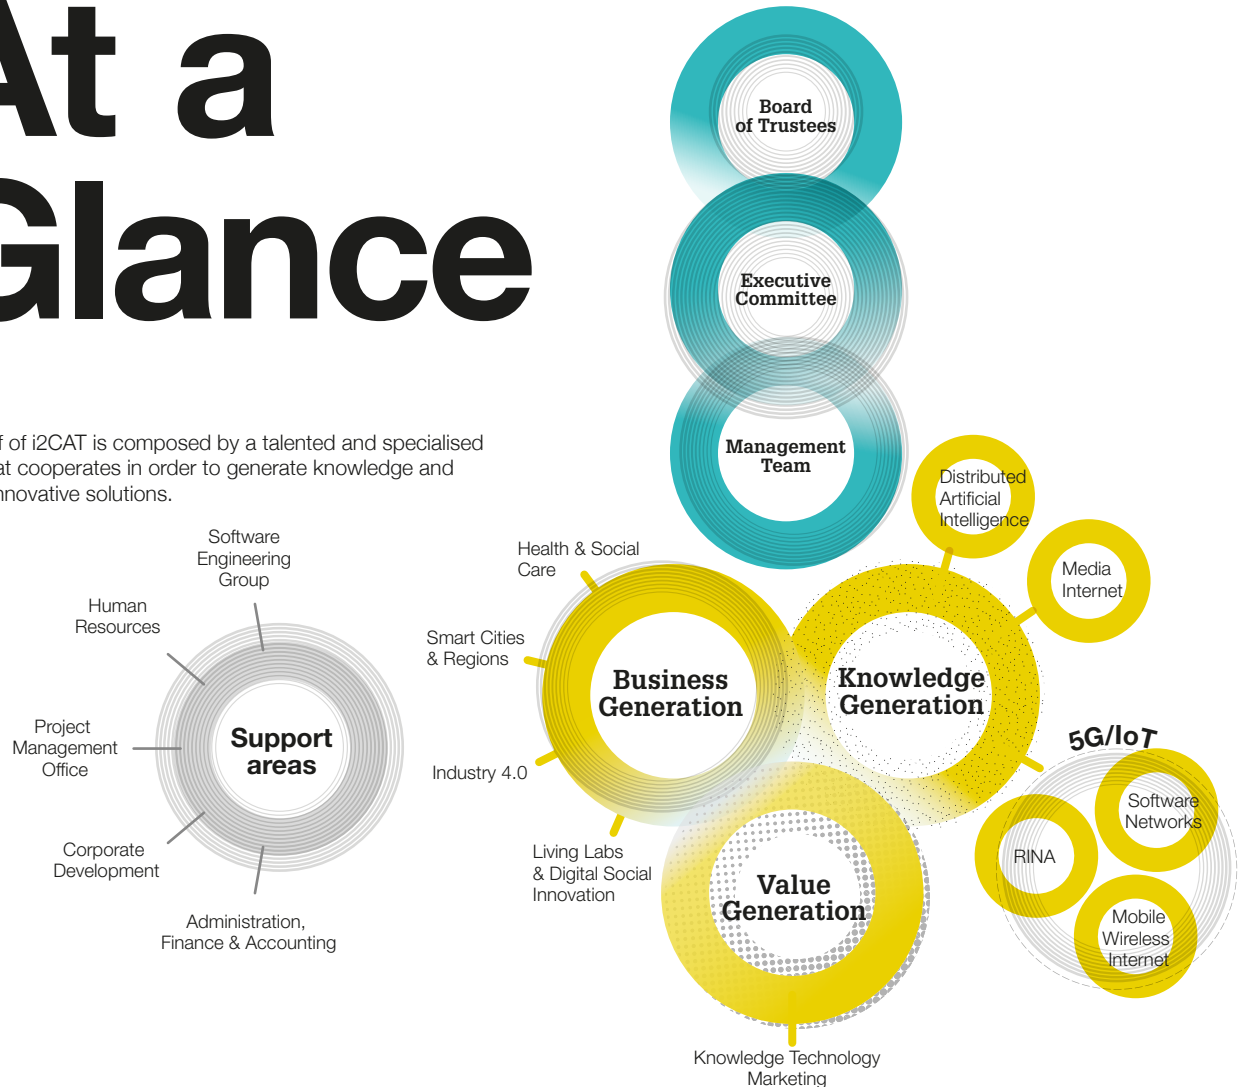 At a
Glance
of i2CAT is composed by a talented and specialised
cooperates in order to generate knowledge and
innovative solutions.
Board
of Trustees
Executive
Committee
Management
Team
Distributed
Artificial
Intelligence
Media
Internet
Health & Social
Care
Smart Cities
& Regions
Industry 4.0
Living Labs
& Digital Social
Innovation
Business
Generation
Knowledge
Generation
Value
Generation
Knowledge Technology
Marketing
5G/IoT
Software
Networks
RINA
Mobile
Wireless
Internet
Software
Engineering
Group
Human
Resources
Project
Management
Office
Corporate
Development
Administration,
Finance & Accounting
Support
areas